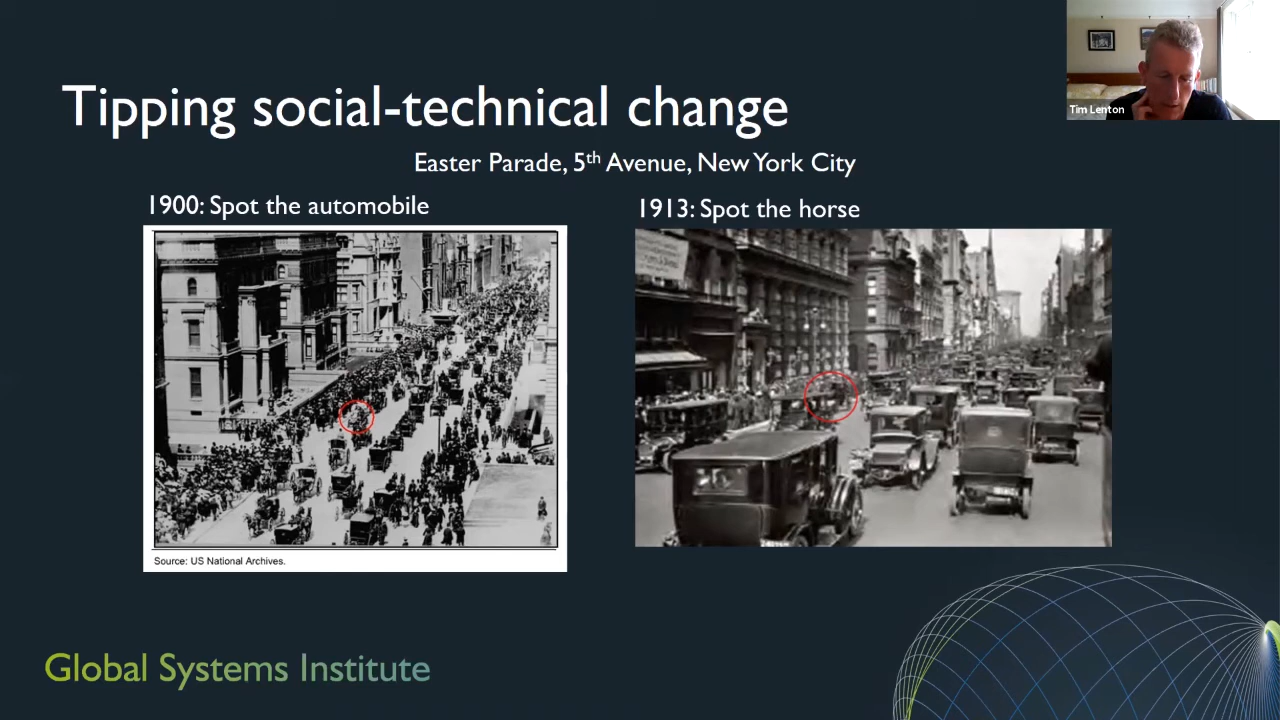 Tim Lenton
Tipping social-technical change
Easter Parade, 5th Avenue, New York City
1900: Spot the automobile
1913: Spot the horse
Source: US National Archives.
Global Systems Institute